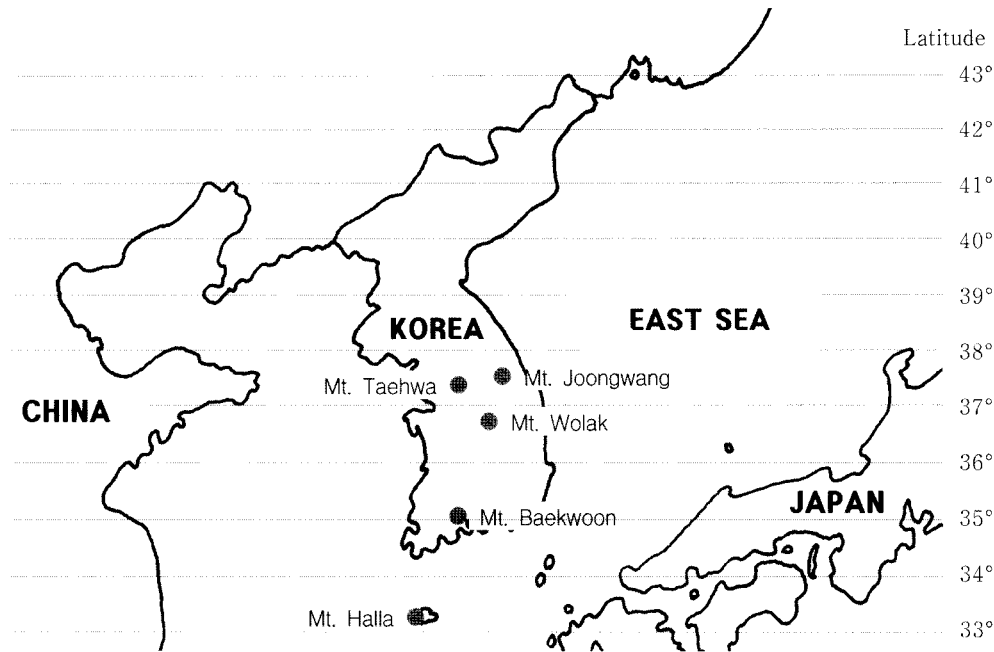 Latitude
43°
42°
41°
40°
39°
KOREA
EAST SEA
38°
Mt. Taehwa
Mt. Joongwang
CHINA
37°
Mt. Wolak
36°
JAPAN
Mt. Baekwoon
35°
34°
Mt. Halla
33°